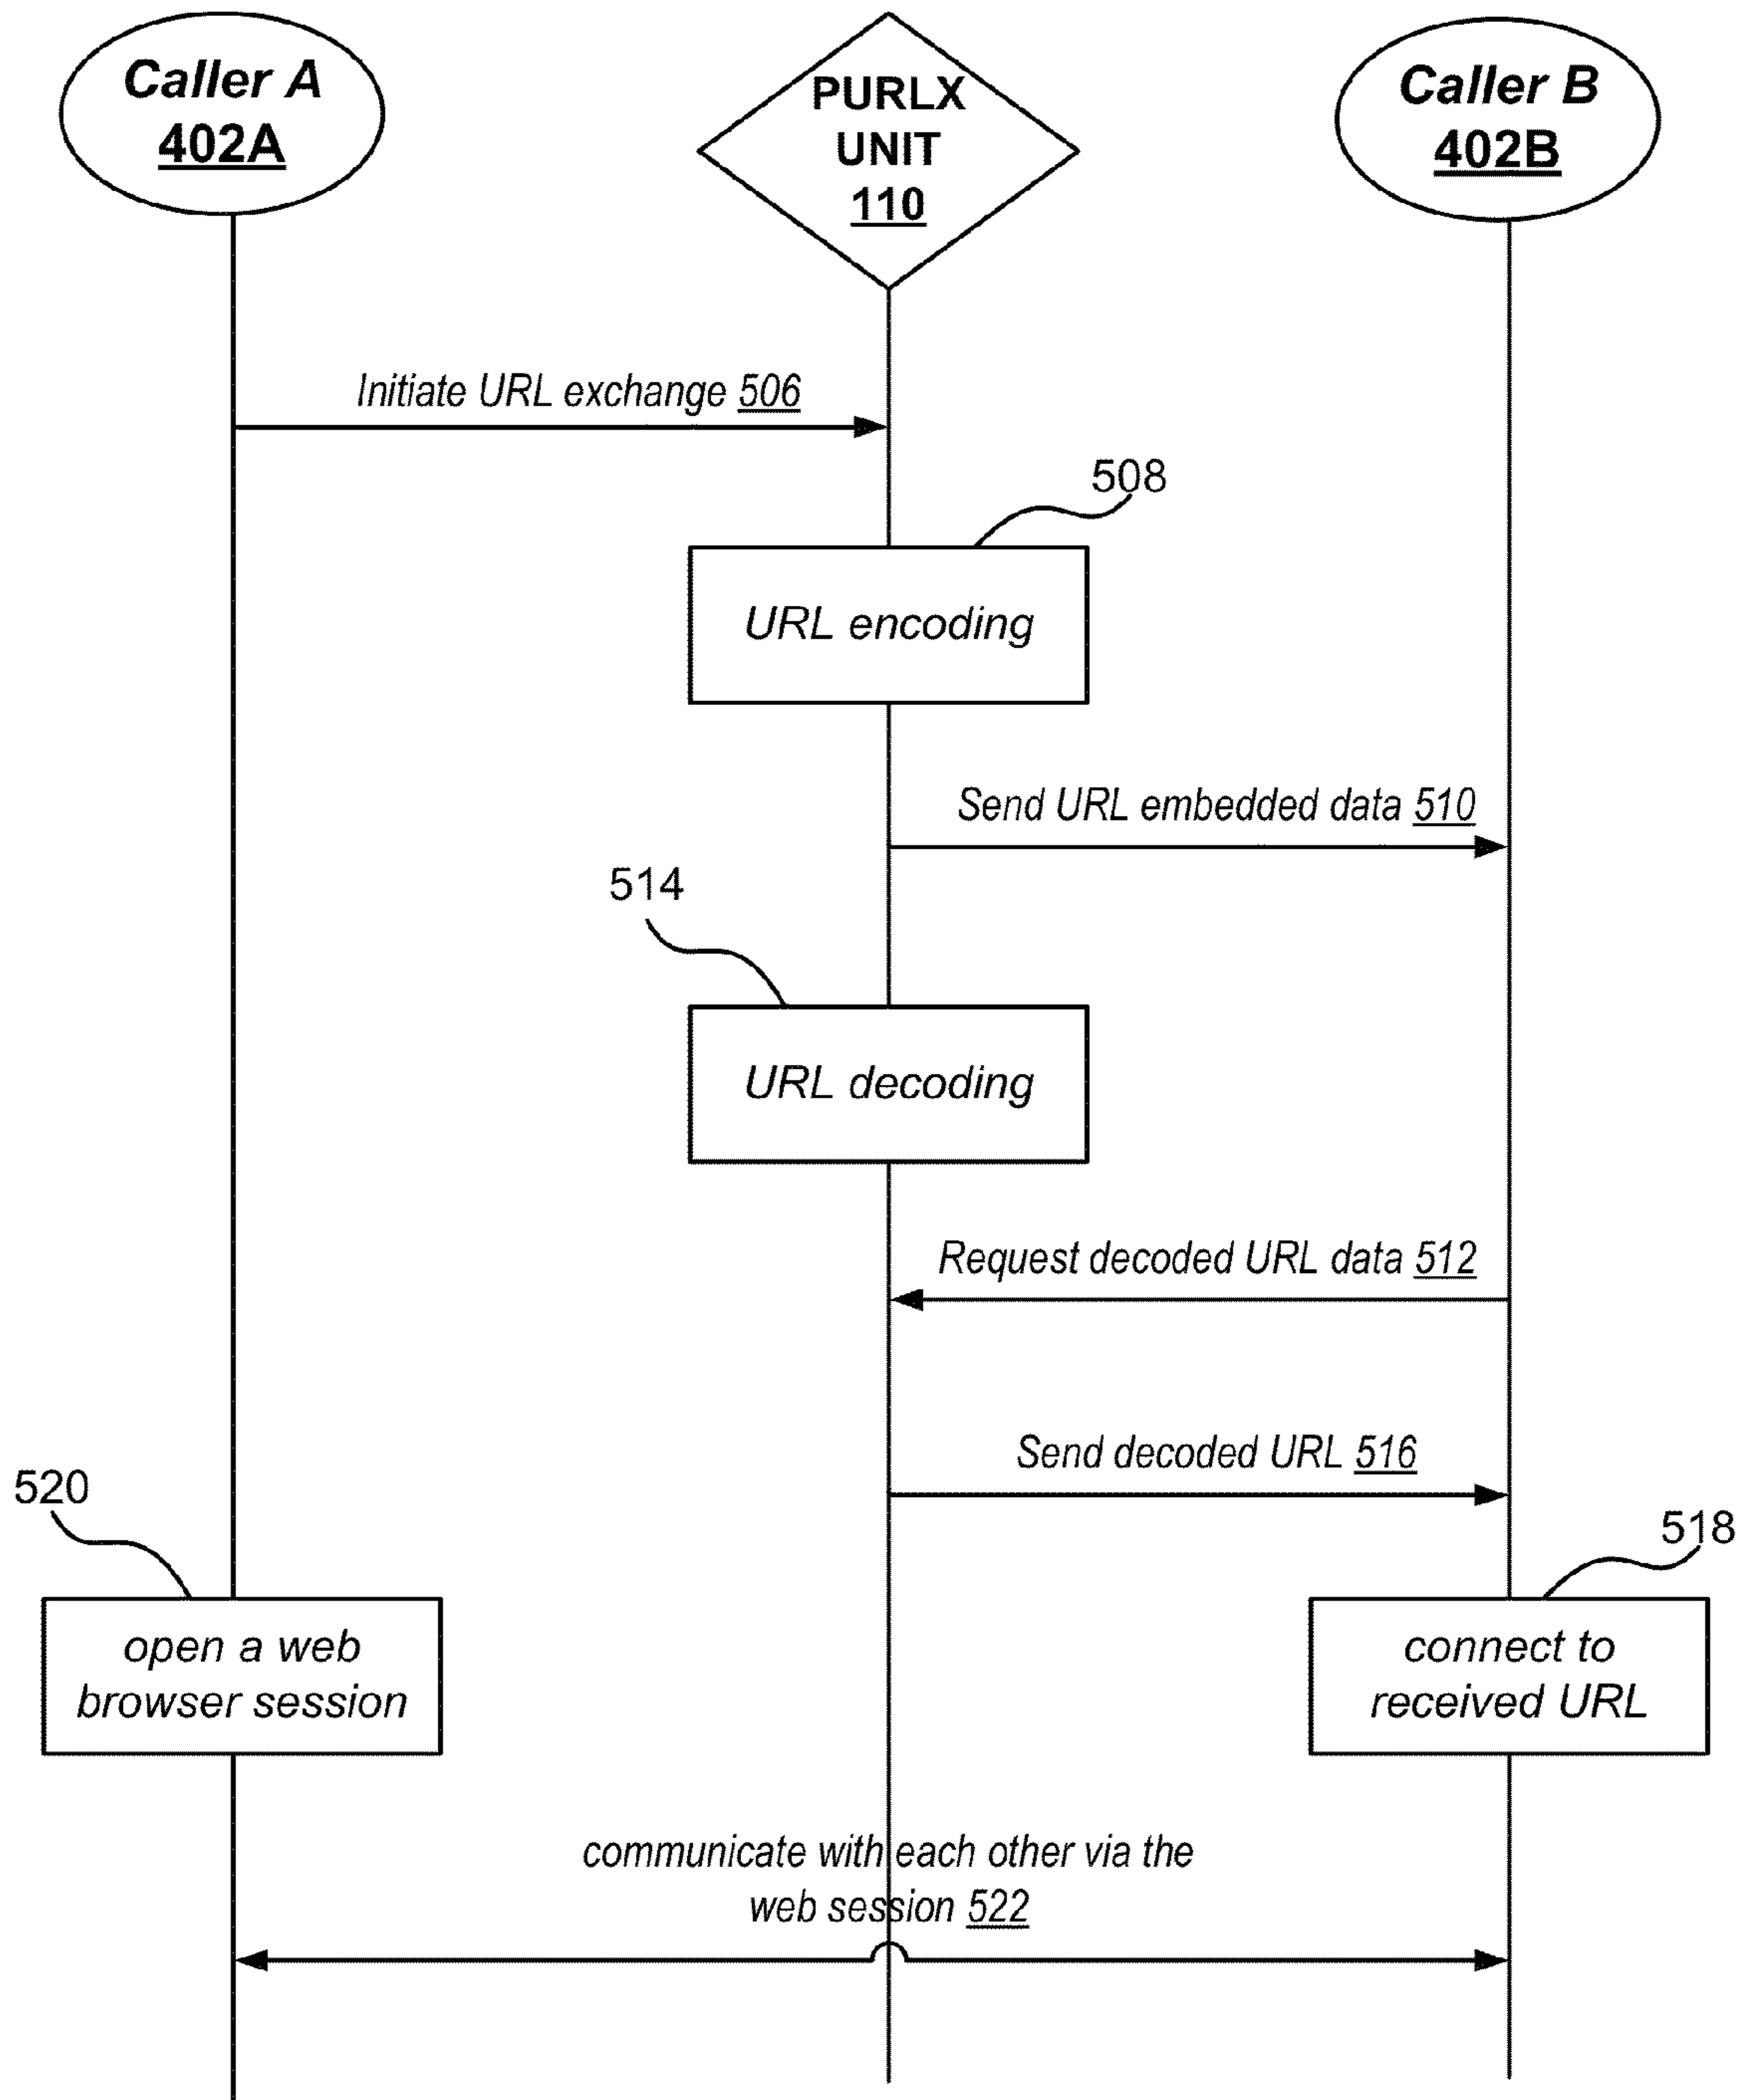 Caller A
402A
PURLX
UNIT
110
Caller B
402B
Initiate URL exchange 506
508
URL encoding
Send URL embedded data 510
514
URL decoding
Request decoded URL data 512
Send decoded URL 516
520
518
open a web
browser session
connect to
received URL
communicate with each other via the
web session 522